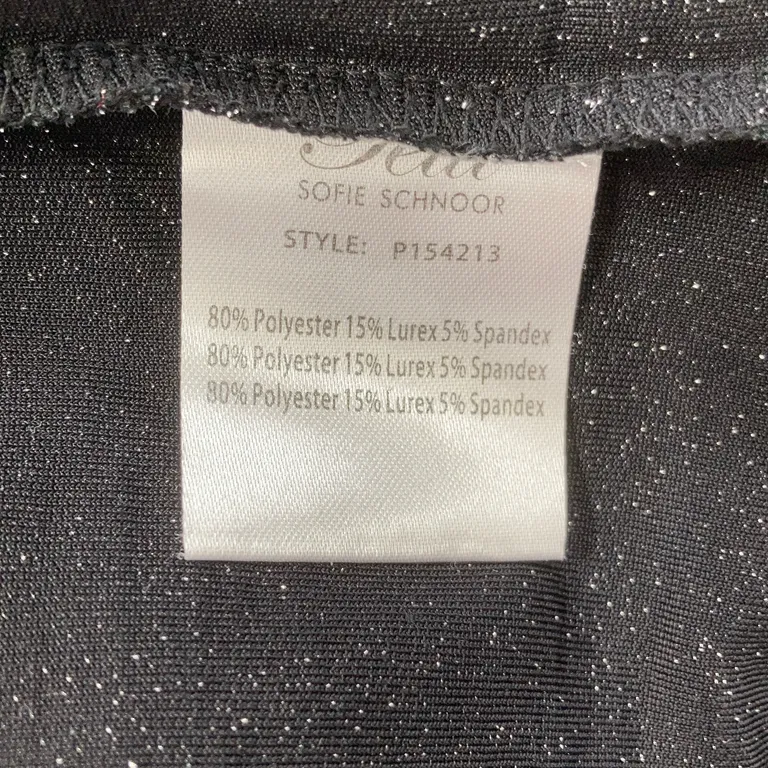 SOFIE SCHNOOR
STYLE: P154213
80% Polyester 15% Lurex 5% Spandex
80% Polyester 15% Lurex 5% Spandex
80% Polyester 15% Lurex 5% Spandex